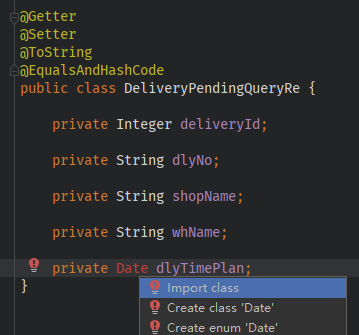 @Getter
@Setter
@ToString
@EqualsAndHashCode
public class DeliveryPendingQueryRe {
private Integer deliveryId;
private String dlyNo;
private String shopName;
private String whName;
private Date dlyTimePlan;
}
Import class
Create class 'Date'
Create enum 'Date'